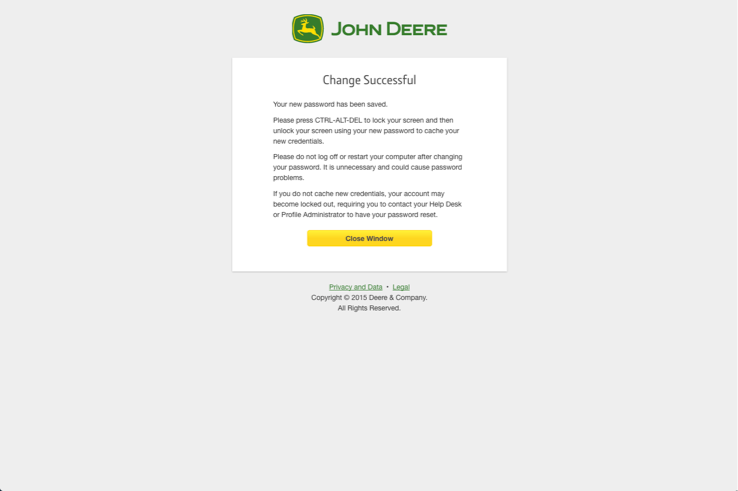 JOHN DEERE
Change Successful
Your new password has been saved.
Please press CTRL-ALT-DEL to lock your screen and then
unlock your screen using your new password to cache your
new credentials.
Please do not log off or restart your computer after changing
your password. It is unnecessary and could cause password
problems.
If you do not cache new credentials, your account may
become locked out, requiring you to contact your Help Desk
or Profile Administrator to have your password reset.
Close Window
Privacy and Data • Legal
Copyright © 2015 Deere & Company.
All Rights Reserved.